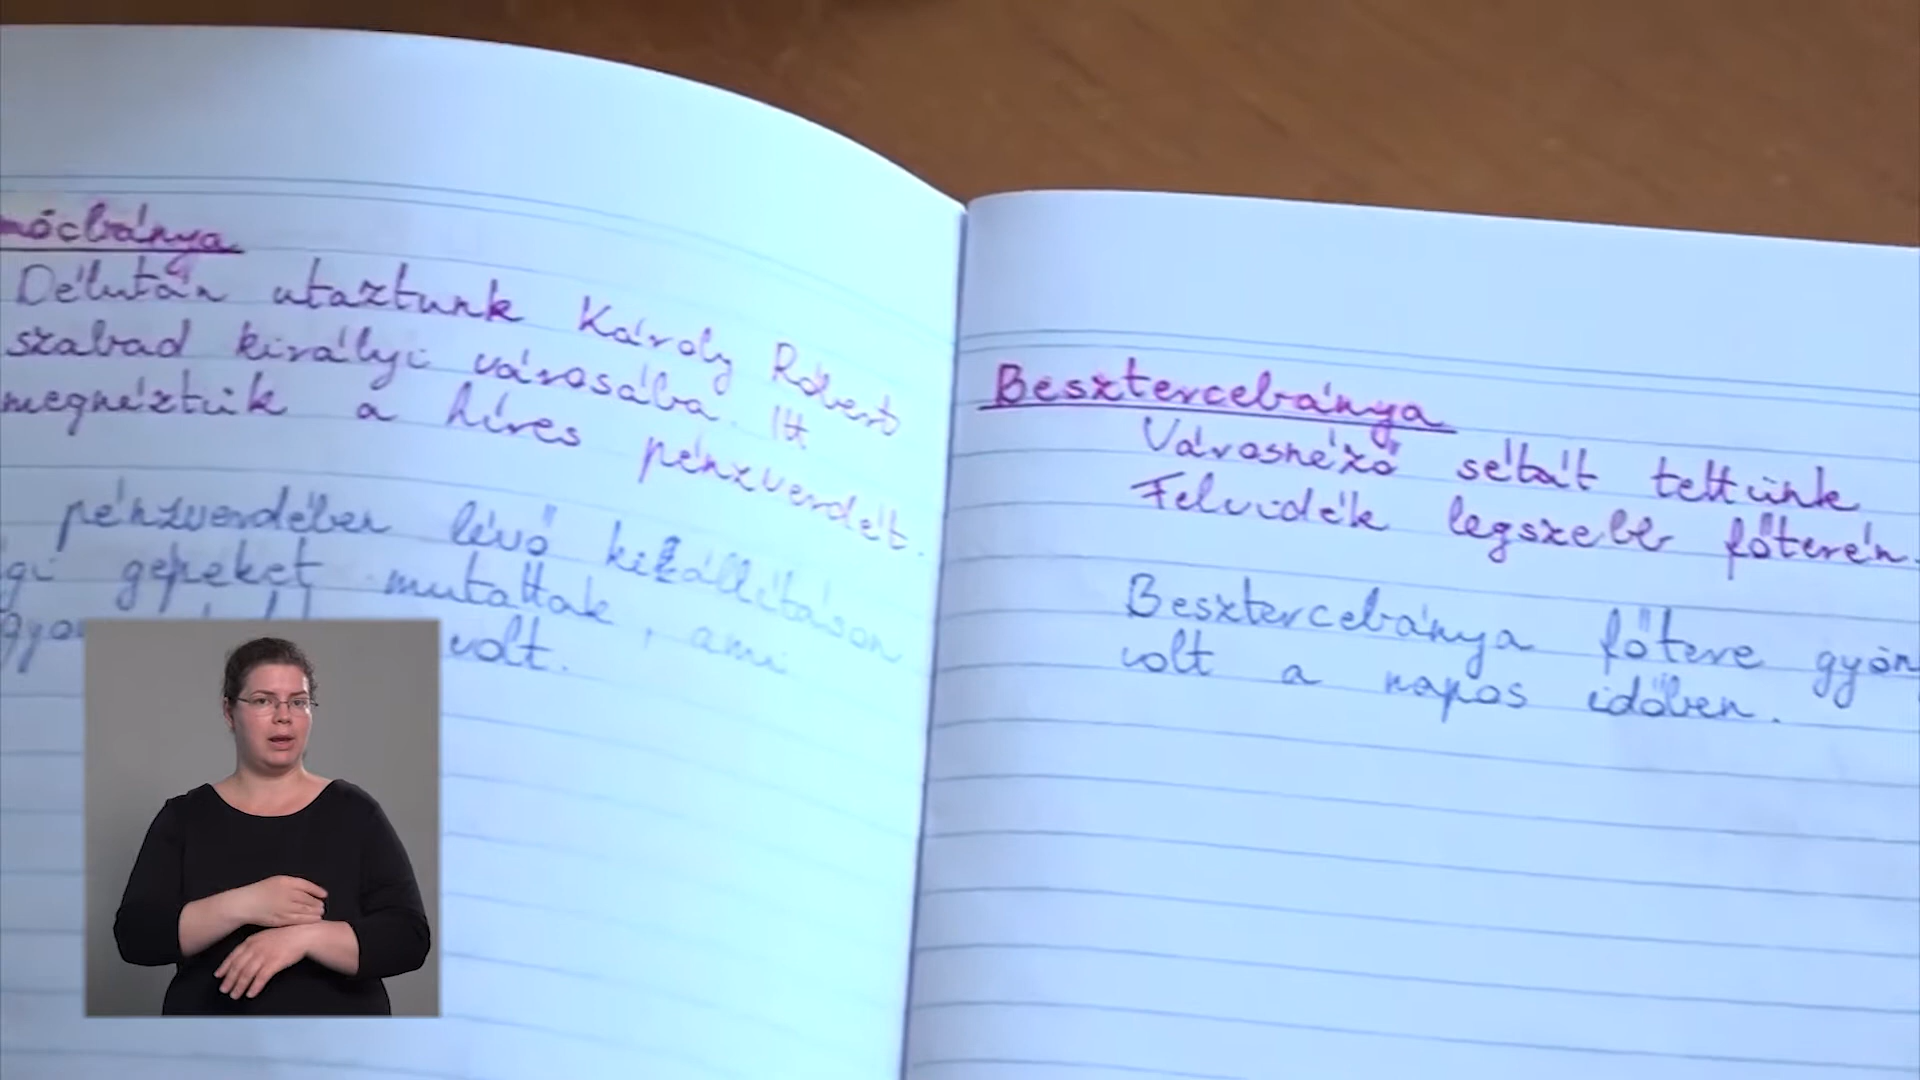 mócbánya
Délután utaztunk Károly Róbert
szabad királyi városába. Itt
megnéztük a híres pénzverdét.
pénzverdében lévő kiállításon
gi gépeket mutattak, ami
volt.
Besztercebánya
Városnéző sétát tettünk
Felvidék legszebb főterén.
Besztercebánya főtere gyön
volt a napos időben.